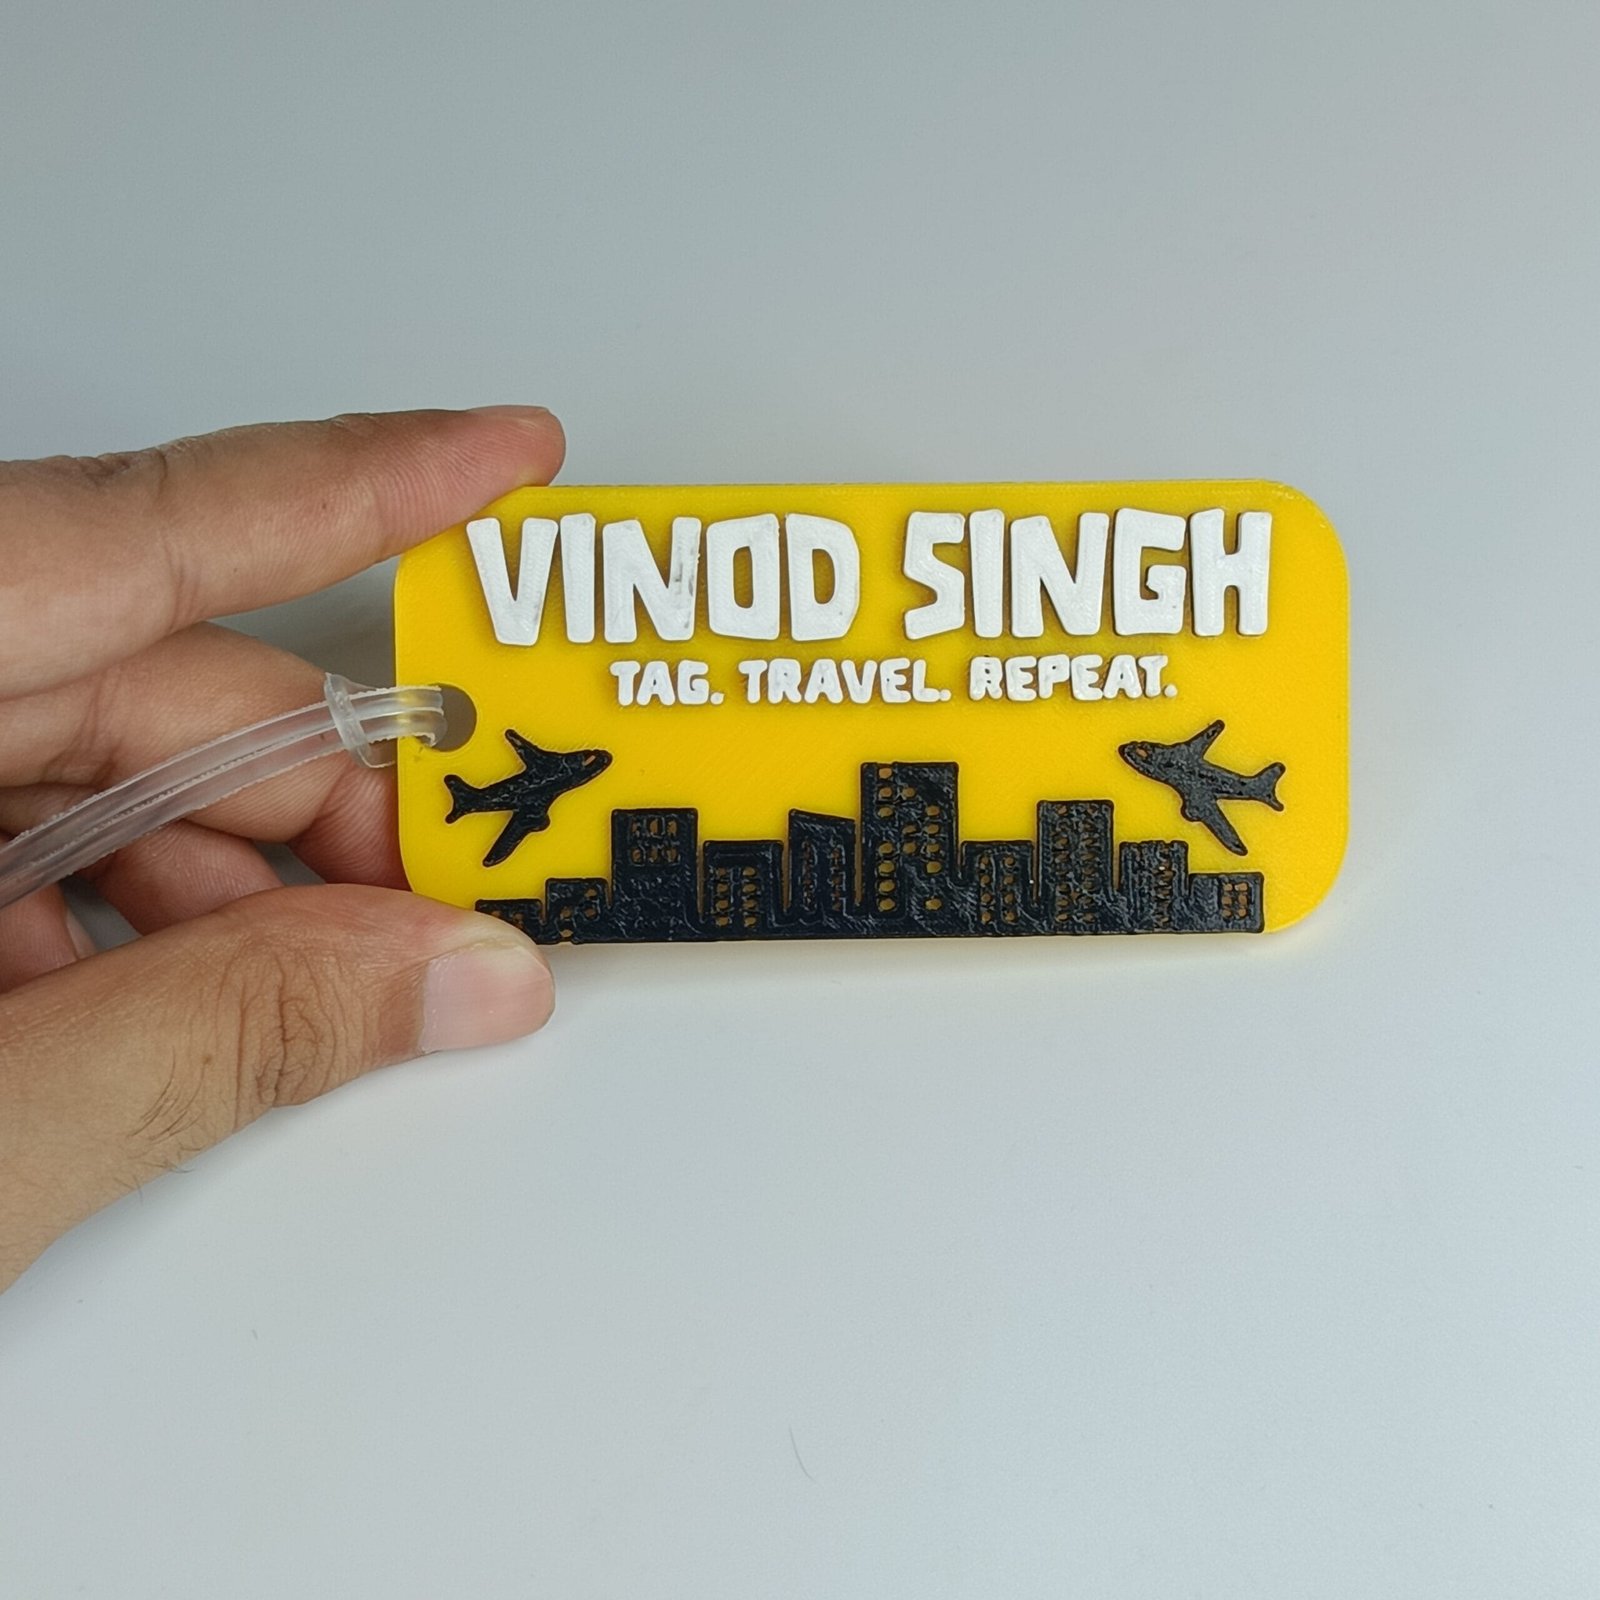 VINOD SINGH
TAG. TRAVEL. REPEAT.